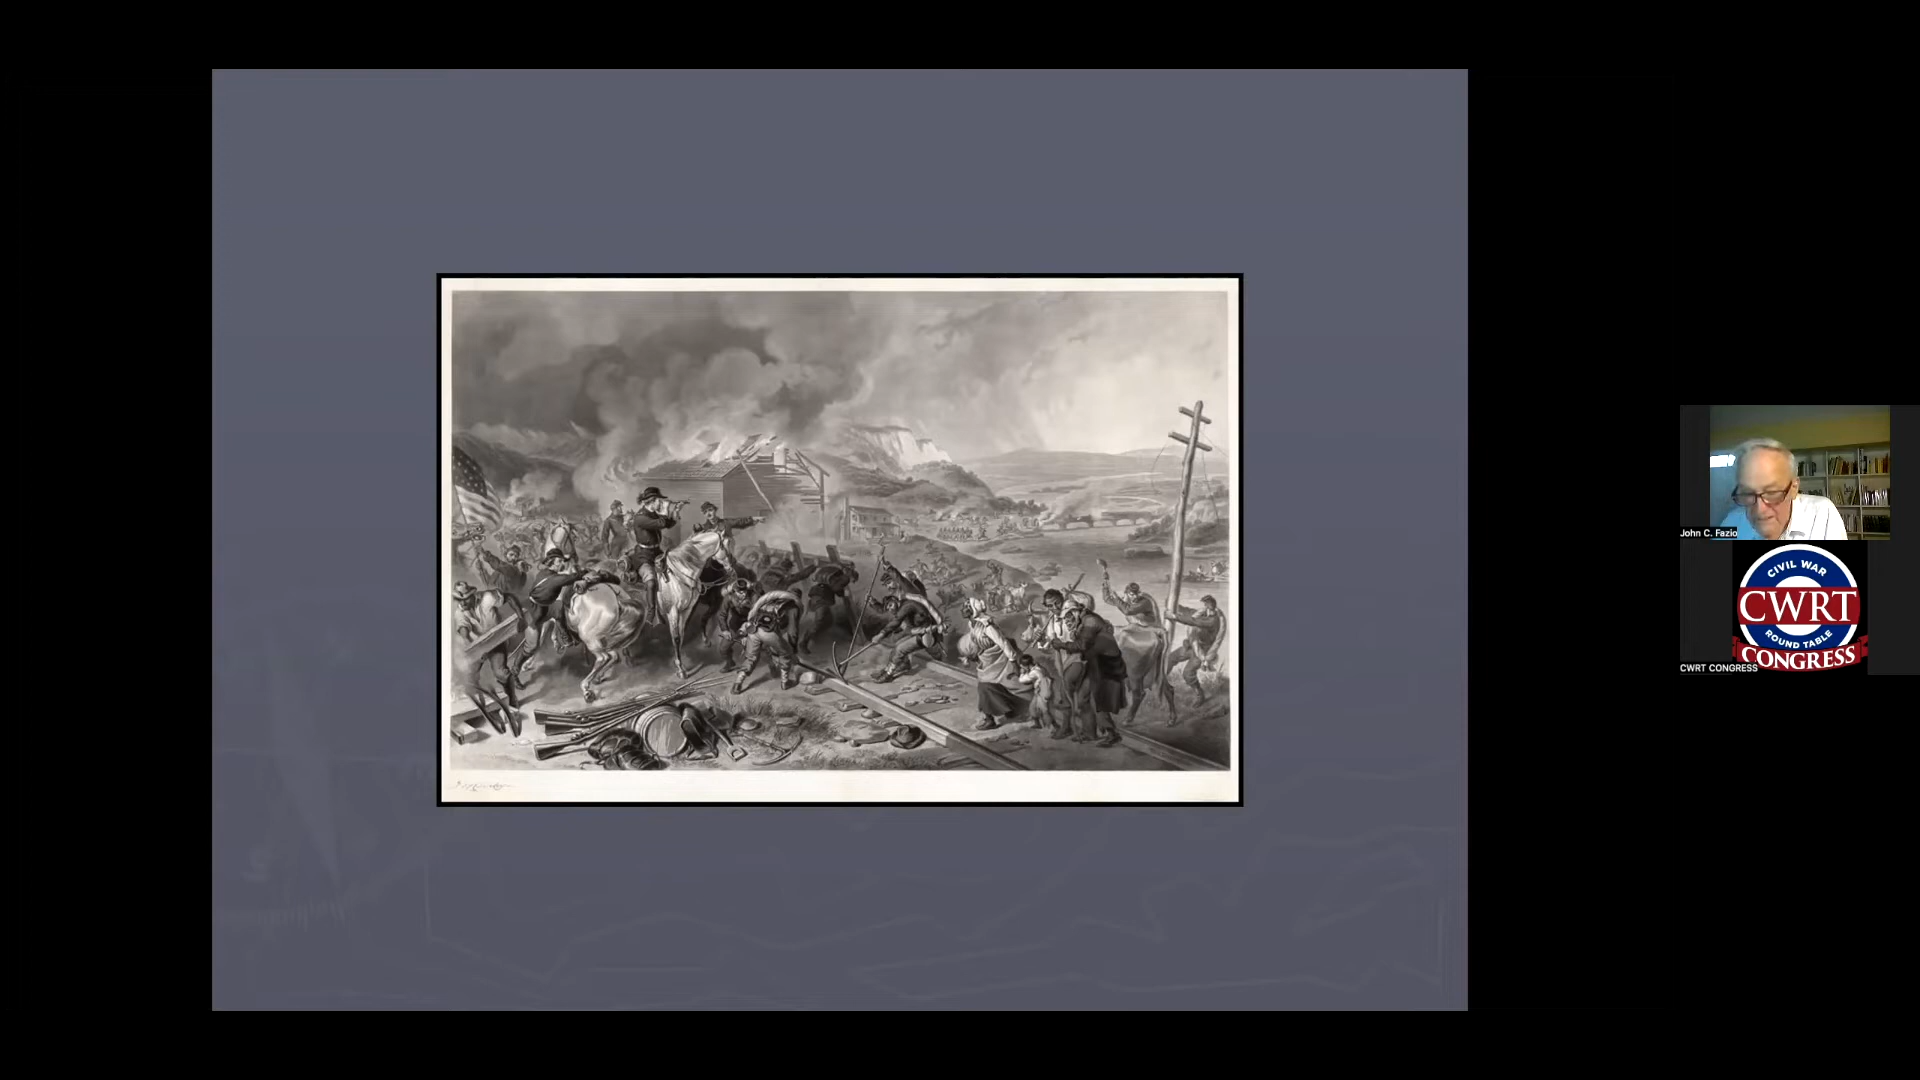 John C. Fazio
CIVIL WAR
CWRT
ROUND TABLE
CONGRESS
CWRT CONGRESS